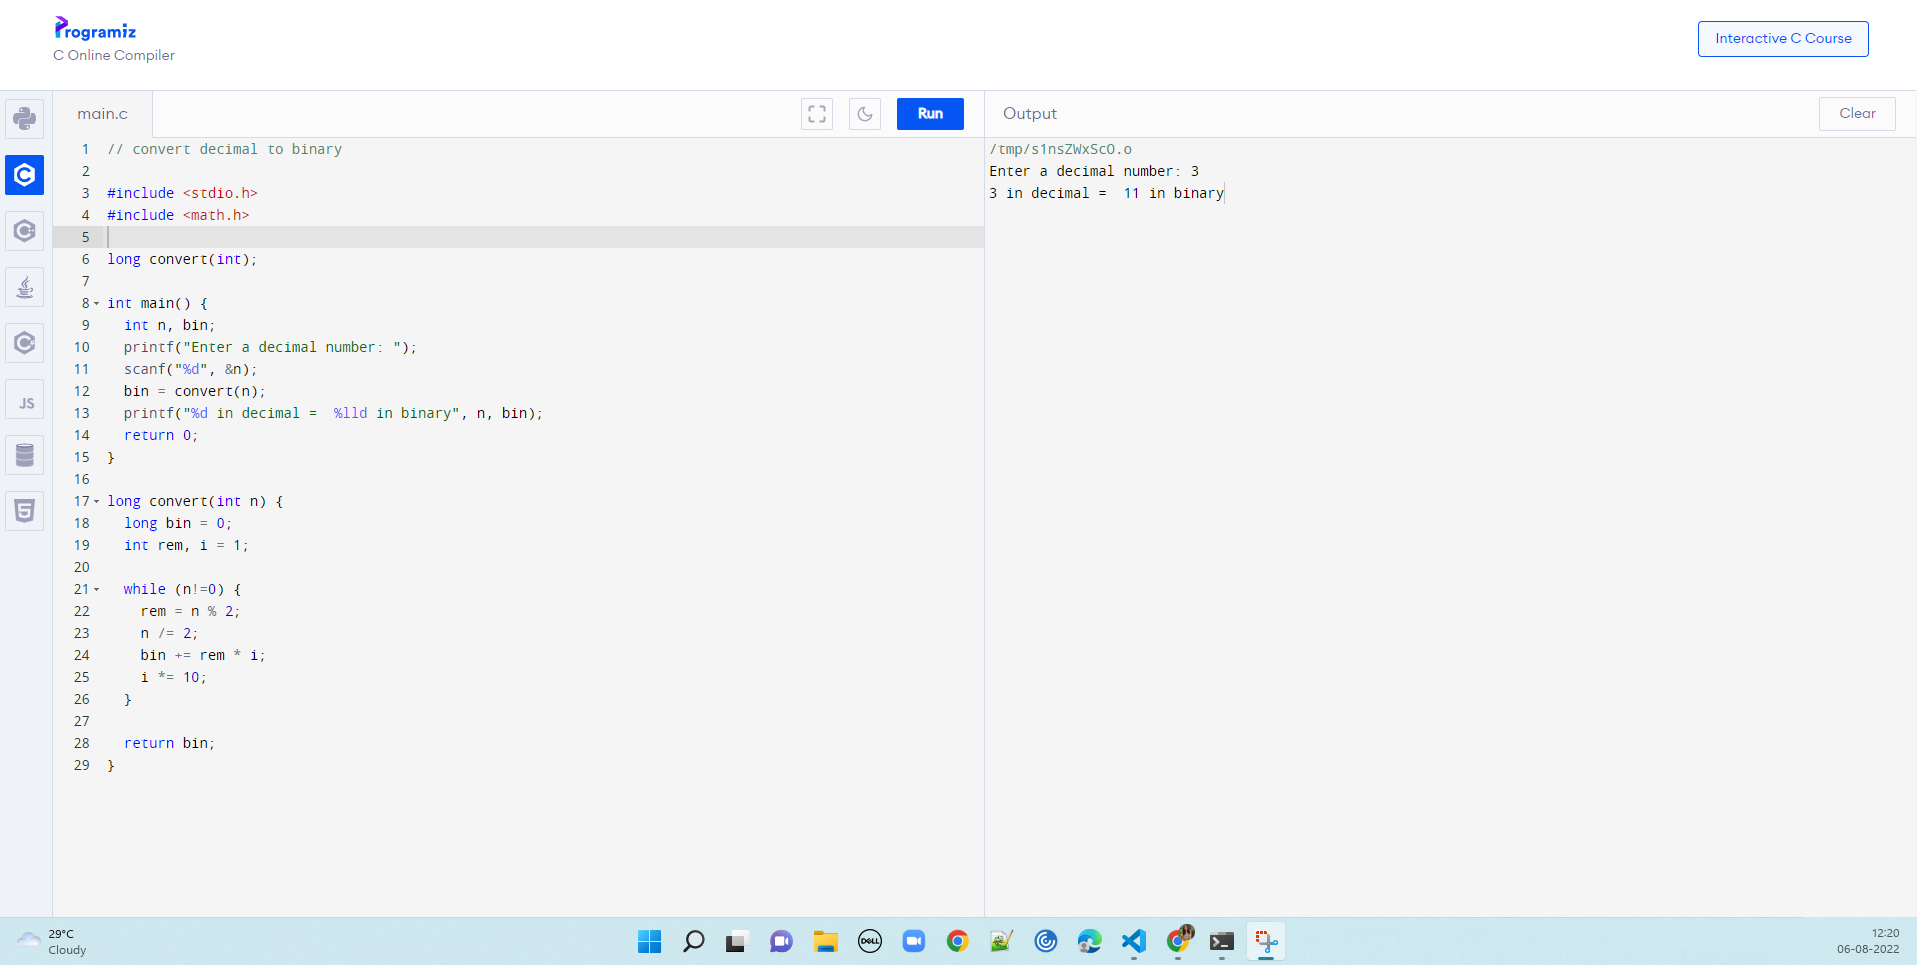 Programiz
C Online Compiler
Interactive C Course
main.c
Run
Output
Clear
1 // convert decimal to binary
2
3 #include <stdio.h>
4 #include <math.h>
5
6 long convert(int);
7
8 int main() {
9   int n, bin;
10   printf("Enter a decimal number: ");
11   scanf("%d", &n);
12   bin = convert(n);
13   printf("%d in decimal =  %lld in binary", n, bin);
14   return 0;
15 }
16
17 long convert(int n) {
18   long bin = 0;
19   int rem, i = 1;
20
21   while (n!=0) {
22     rem = n % 2;
23     n /= 2;
24     bin += rem * i;
25     i *= 10;
26   }
27
28   return bin;
29 }
/tmp/s1nsZWxScO.o
Enter a decimal number: 3
3 in decimal =  11 in binary
JS
29°C
Cloudy
DELL
12:20
06-08-2022